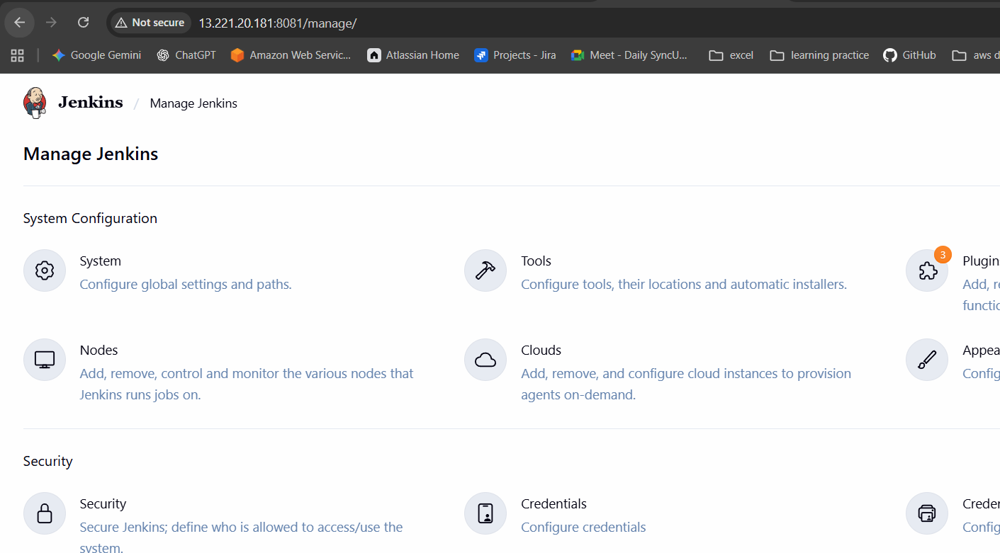 Not secure 13.221.20.181:8081/manage/
Google Gemini ChatGPT Amazon Web Servic... Atlassian Home Projects - Jira Meet - Daily SyncU... excel learning practice GitHub aws d
Jenkins / Manage Jenkins
Manage Jenkins
System Configuration
System
Configure global settings and paths.
Tools
Configure tools, their locations and automatic installers.
3
Plugin
Add, re
functic
Nodes
Add, remove, control and monitor the various nodes that
Jenkins runs jobs on.
Clouds
Add, remove, and configure cloud instances to provision
agents on-demand.
Appea
Config
Security
Security
Secure Jenkins; define who is allowed to access/use the
system.
Credentials
Configure credentials
Creder
Config